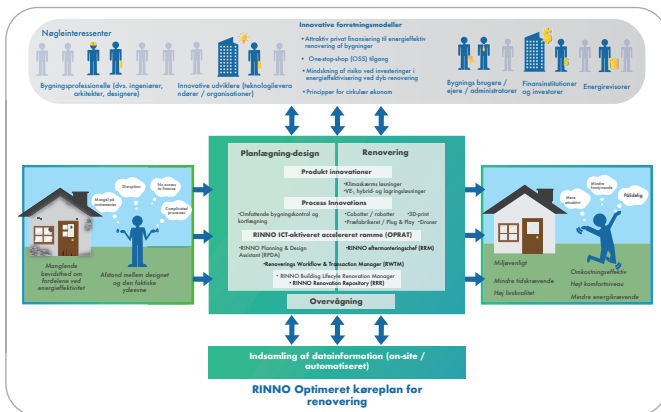 Nøgleinteressenter
Bygningsprofessionelle (dvs. ingeniører,
arkitekter, designere)
Innovative udviklere (teknologilevera
ndører / organisationer)
Innovative forretningsmodeller
•Attraktiv privat finansiering til energieffektiv
renovering af bygninger
• One-stop-shop (OSS) tilgang
•Mindskning af risko ved investeringer i
energieffektivisering ved dyb renovering
•Principper for cirkulær økonom
Bygnings brugere /
ejere / administratorer
Finansinstitutioner
og investorer
Energirevisorer
Mangel på
incitamenter
Disruption
No access
to finance
Complicated
processes
Manglende
bevidsthed om
fordelene ved
energieffektivitet
Afstand mellem designet
og den faktiske
ydeevne
Planlægning-design
Renovering
Produkt innovationer
•Klimaskærms løsninger
•VE-, hybrid-og lagringsløsninger
Process Innovations
•Omfattende bygningskontrol og
kortlægning
•Cobotter / robotter •3D-print
•Præfabrikeret / Plug & Play •Droner
RINNO ICT-aktiveret accelereret ramme (OPRAT)
•RINNO Planning & Design
Assistant (RPDA)
•RINNO eftermonteringschef (RRM)
•Renoverings Workflow & Transaction Manager (RWTM)
• RINNO Building Lifecycle Renovation Manager
• RINNO Renovation Repository (RRR)
Overvågning
Mere
attraktivt
Mindre
Pålidelig
Miljøvenligt
Mindre tidskrævende
Høj livskvalitet
Omkostningseffektiv
Højt komfortniveau
Mindre energikrævende
Indsamling af datainformation (on-site /
automatiseret)
RINNO Optimeret køreplan for
renovering